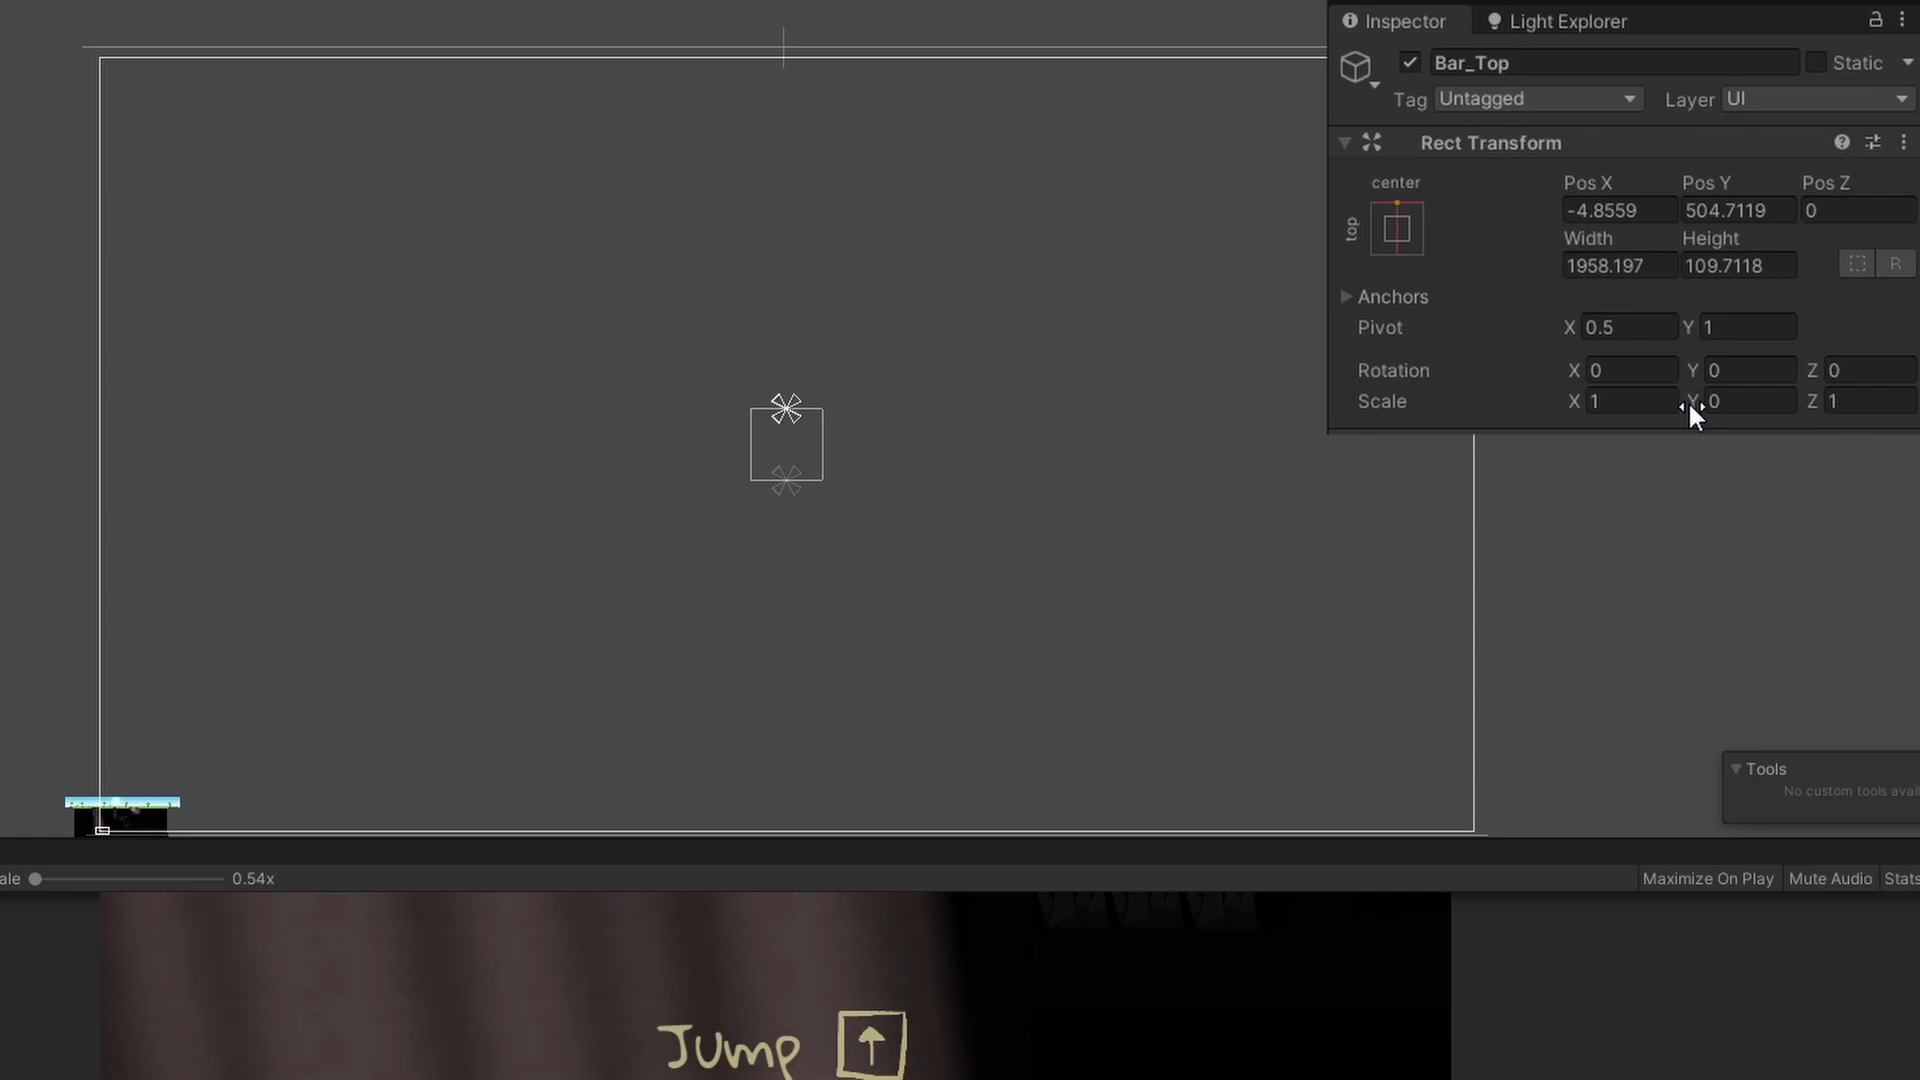 Inspector Light Explorer
Bar_Top Static
Tag Untagged Layer UI
Rect Transform
center Pos X Pos Y Pos Z
top -4.8559 504.7119 0
Width Height
1958.197 109.7118 R
Anchors
Pivot X 0.5 Y 1
Rotation X 0 Y 0 Z 0
Scale X 1 Y 0 Z 1
Tools
No custom tools avail
ale 0.54x Maximize On Play Mute Audio Stats
Jump